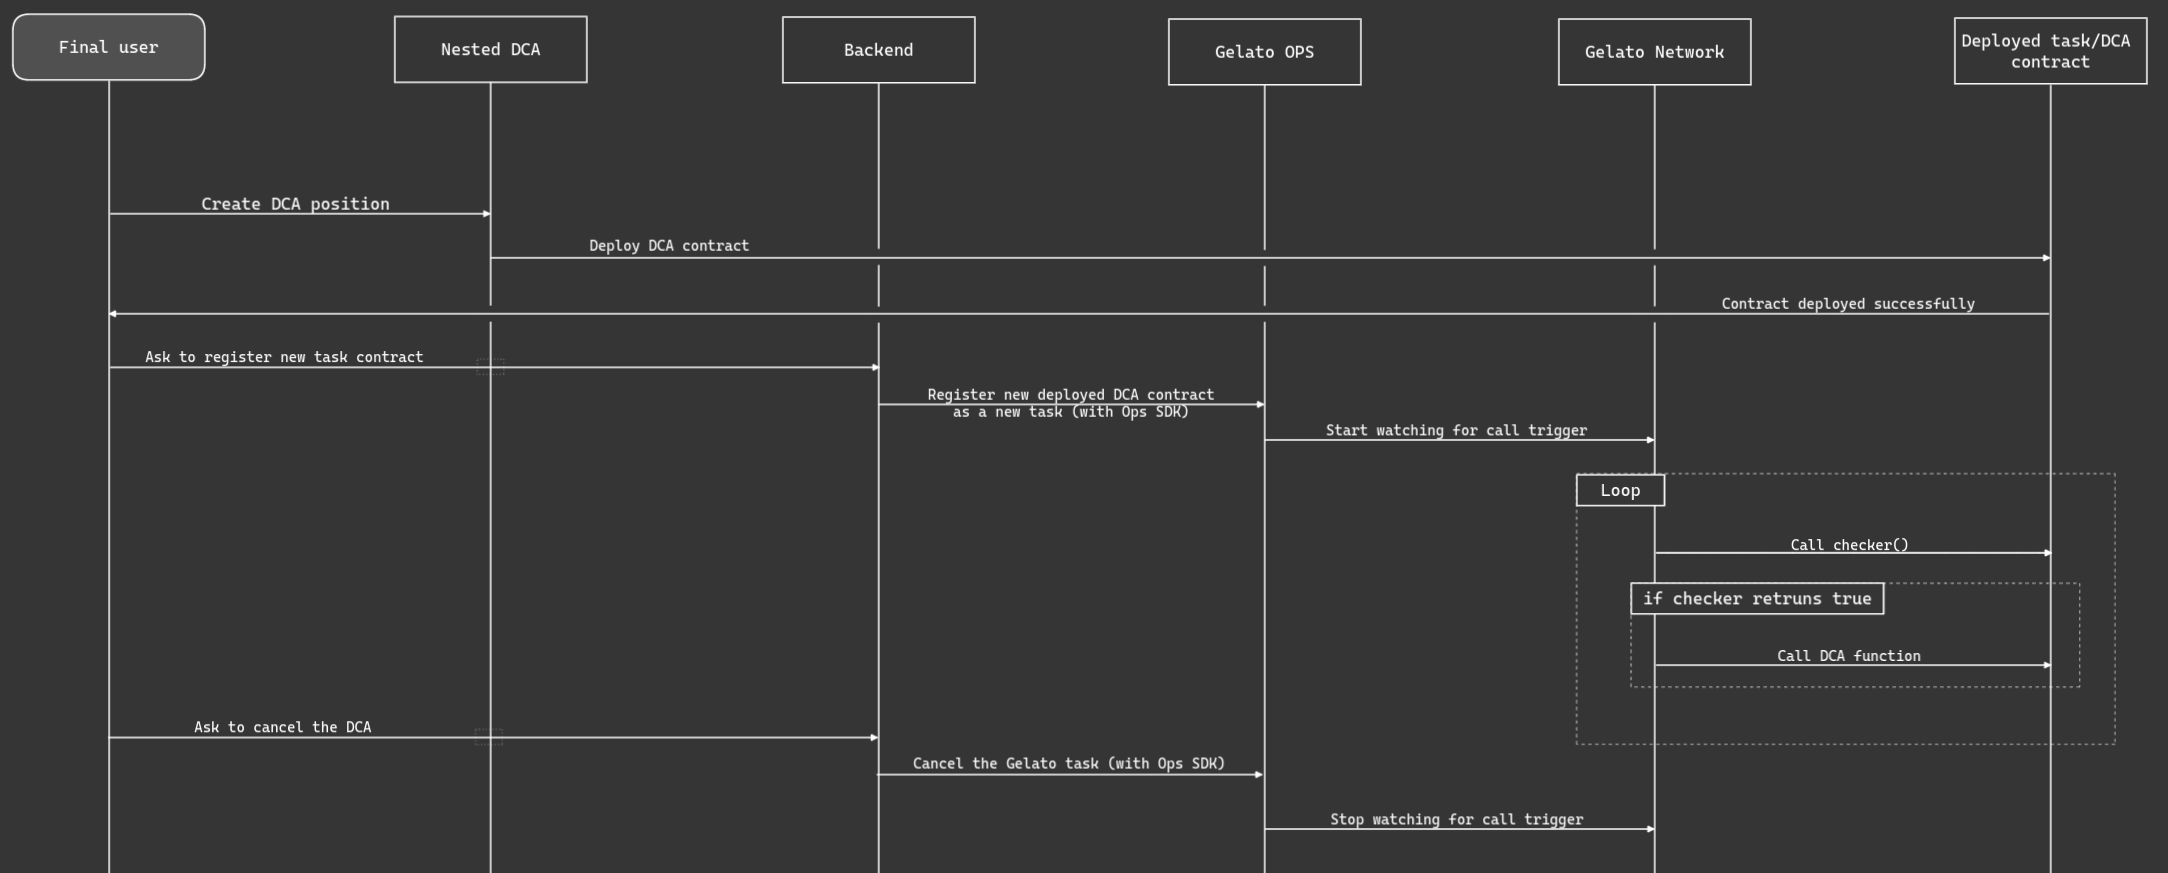 Final user
Nested DCA
Backend
Gelato OPS
Gelato Network
Deployed task/DCA
contract
Create DCA position
Deploy DCA contract
Contract deployed successfully
Ask to register new task contract
Register new deployed DCA contract
as a new task (with Ops SDK)
Start watching for call trigger
Loop
Call checker()
if checker retruns true
Call DCA function
Ask to cancel the DCA
Cancel the Gelato task (with Ops SDK)
Stop watching for call trigger